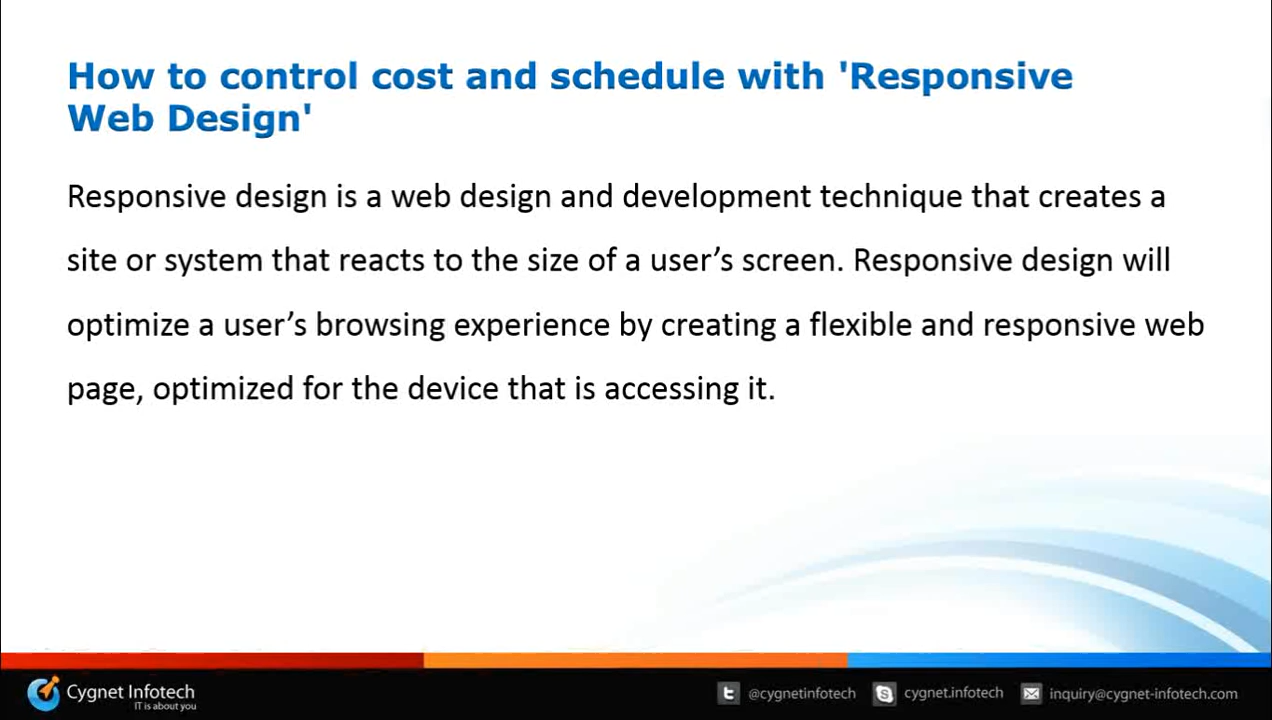 How to control cost and schedule with 'Responsive
Web Design'
Responsive design is a web design and development technique that creates a
site or system that reacts to the size of a user’s screen. Responsive design will
optimize a user’s browsing experience by creating a flexible and responsive web
page, optimized for the device that is accessing it.
Cygnet Infotech
IT is about you
@cygnetinfotech
cygnet.infotech
inquiry@cygnet-infotech.com